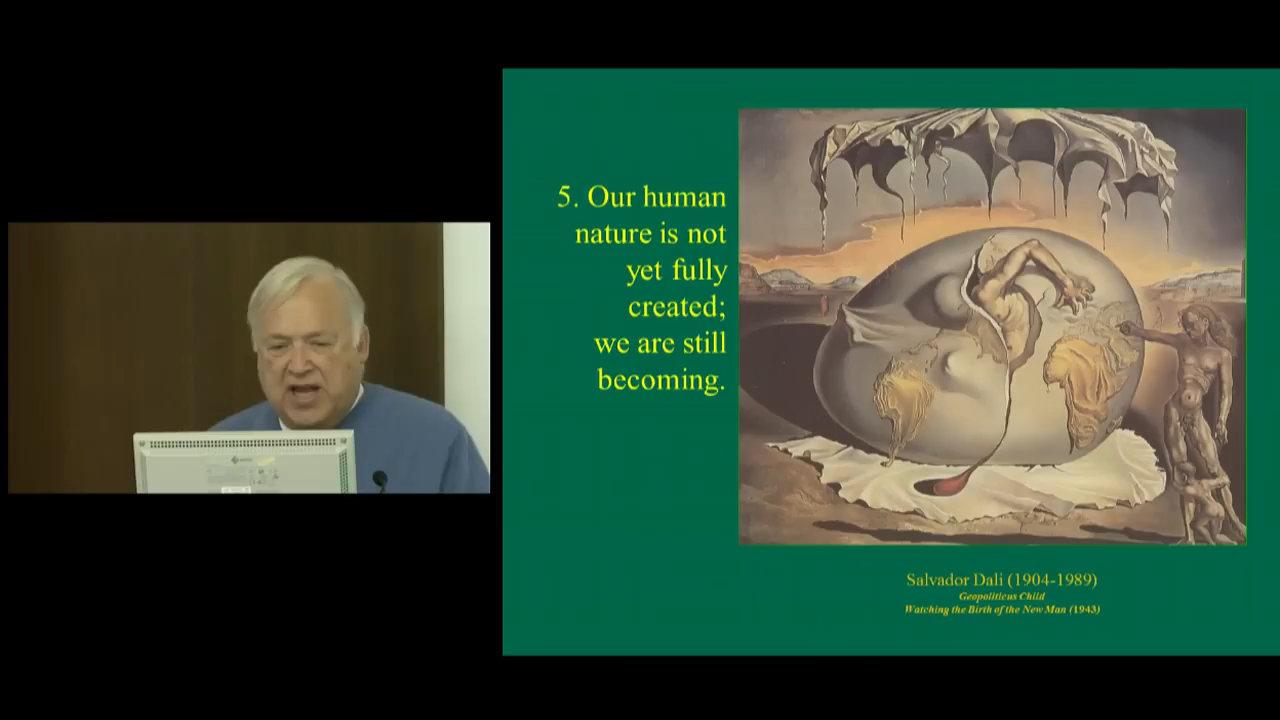 5. Our human
nature is not
yet fully
created;
we are still
becoming.
Salvador Dali (1904-1989)
Geopoliticus Child
Watching the Birth of the New Man (1943)